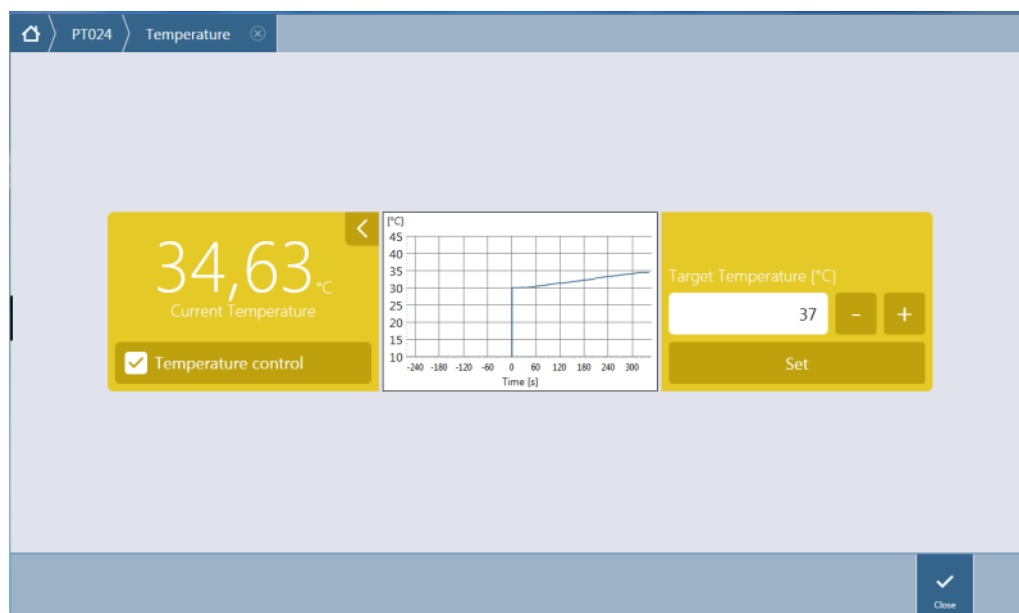 PT024
Temperature
34,63 °C
Current Temperature
Temperature control
[°C]
45
40
35
30
25
20
15
10
-240 -180 -120 -60 0 60 120 180 240 300
Time [s]
Target Temperature [°C]
37 - +
Set
Close